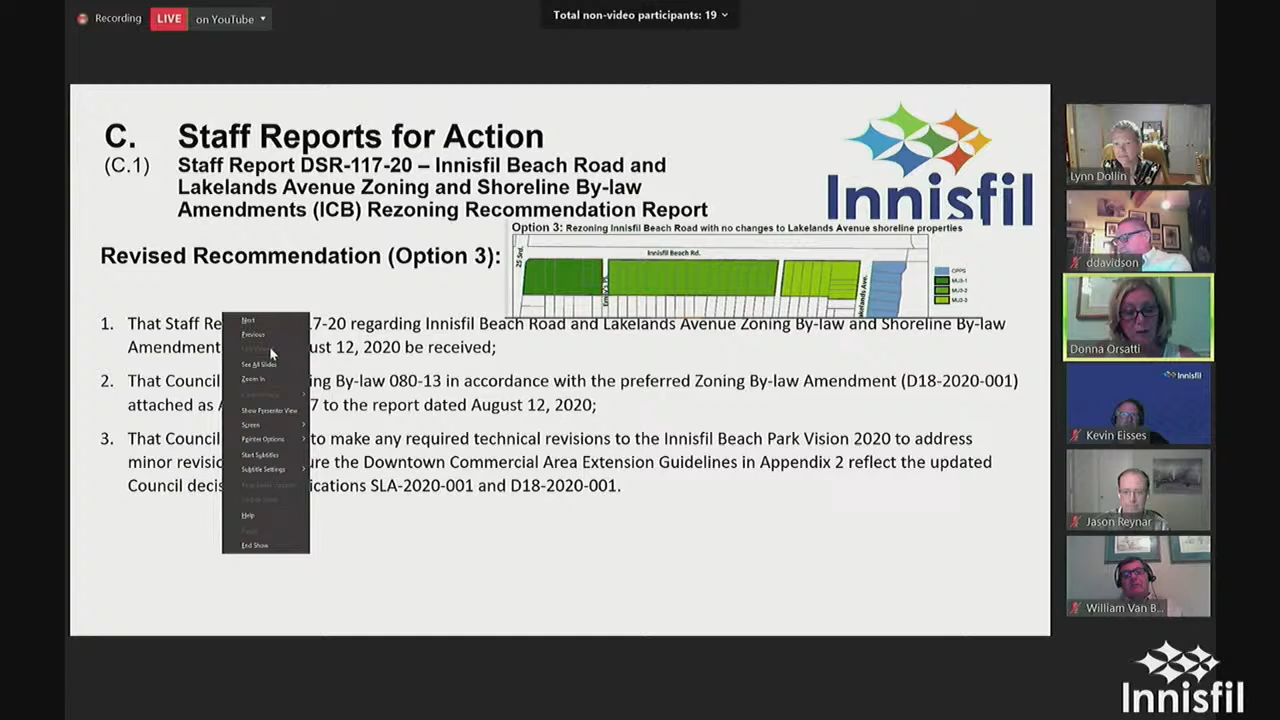 Recording
LIVE on YouTube
Total non-video participants: 19
C. Staff Reports for Action
(C.1) Staff Report DSR-117-20 – Innisfil Beach Road and
Lakelands Avenue Zoning and Shoreline By-law
Amendments (ICB) Rezoning Recommendation Report
Innisfil
Revised Recommendation (Option 3):
Option 3: Rezoning Innisfil Beach Road with no changes to Lakelands Avenue shoreline properties
Innisfil Beach Rd.
1. That Staff Re 7-20 regarding Innisfil Beach Road and Lakelands Avenue Zoning By-law and Shoreline By-law
Amendment ust 12, 2020 be received;
2. That Council ng By-law 080-13 in accordance with the preferred Zoning By-law Amendment (D18-2020-001)
attached as 7 to the report dated August 12, 2020;
3. That Council to make any required technical revisions to the Innisfil Beach Park Vision 2020 to address
minor revisio ure the Downtown Commercial Area Extension Guidelines in Appendix 2 reflect the updated
Council decis ications SLA-2020-001 and D18-2020-001.
Next
Previous
See All Slides
Zoom In
Show Presenter View
Screen
Pointer Options
Start Subtitles
Subtitle Settings
Help
End Show
Lynn Dollin
ddavidson
Donna Orsatti
Innisfil
Kevin Eisses
Jason Reynar
William Van B...
Innisfil